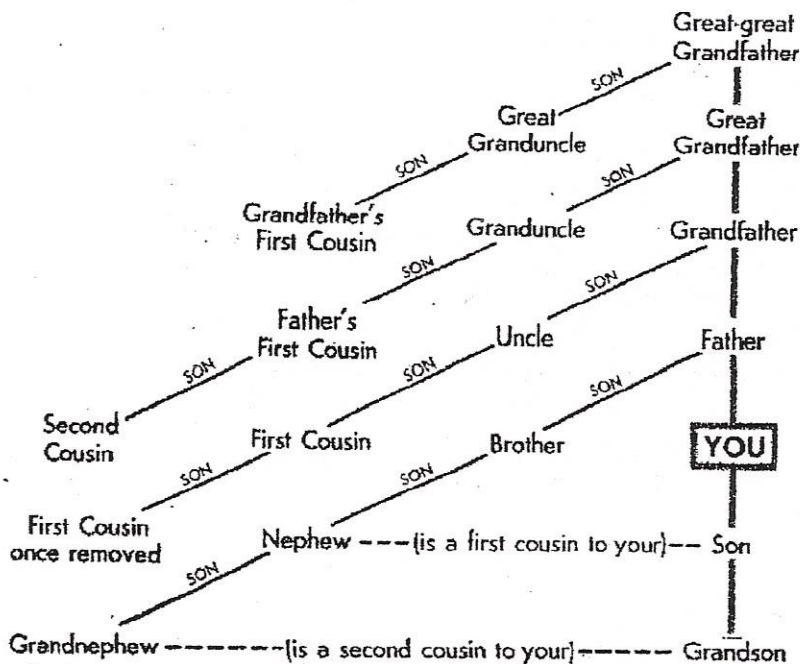 Great-great
Grandfather
SON
Great
Granduncle
Great
Grandfather
SON
SON
Grandfather's
First Cousin
Granduncle
Grandfather
SON
SON
Father's
First Cousin
Uncle
Father
SON
SON
SON
Second
Cousin
First Cousin
Brother
YOU
SON
SON
First Cousin
once removed
Nephew
(is a first cousin to your)
Son
SON
Grandnephew
(is a second cousin to your)
Grandson